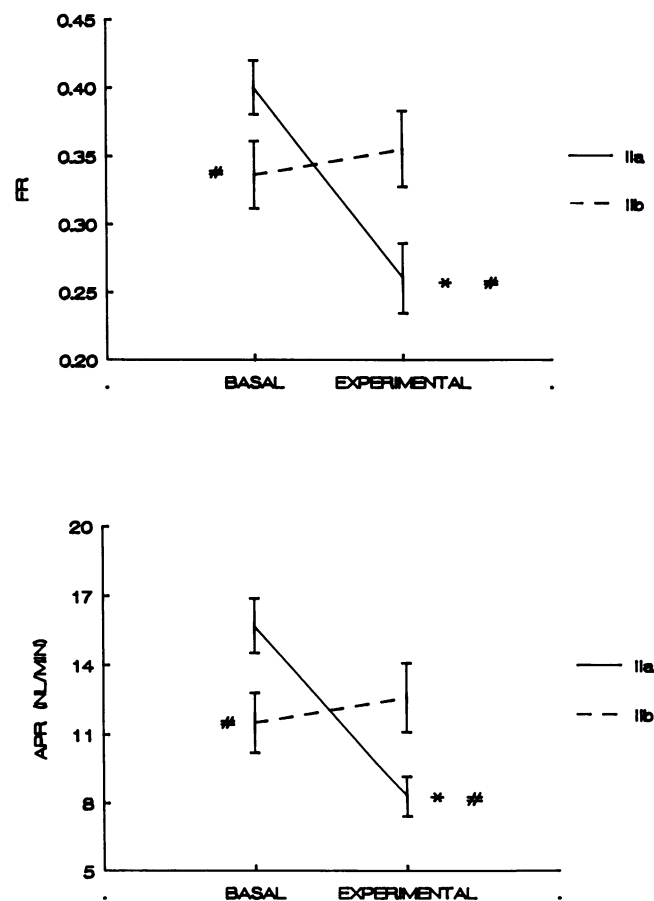 0.45
0.40
0.35
0.30
0.25
0.20
FR
#
* #
IIa
IIb
BASAL EXPERIMENTAL
20
17
14
11
8
5
APR (NL/MIN)
#
* #
IIa
IIb
BASAL EXPERIMENTAL